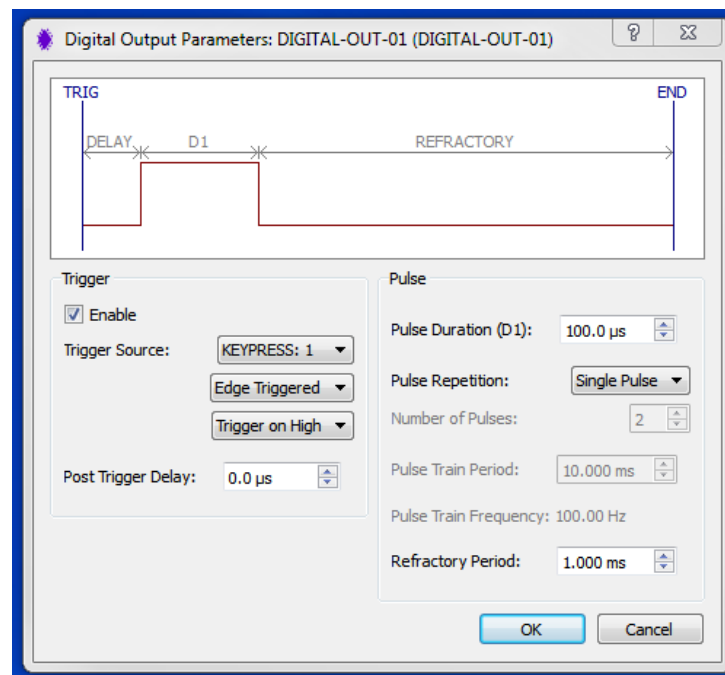 Digital Output Parameters: DIGITAL-OUT-01 (DIGITAL-OUT-01)
TRIG
END
DELAY
D1
REFRACTORY
Trigger
Enable
Trigger Source:
KEYPRESS: 1
Edge Triggered
Trigger on High
Post Trigger Delay:
0.0 µs
Pulse
Pulse Duration (D1):
100.0 µs
Pulse Repetition:
Single Pulse
Number of Pulses:
2
Pulse Train Period:
10.000 ms
Pulse Train Frequency: 100.00 Hz
Refractory Period:
1.000 ms
OK
Cancel